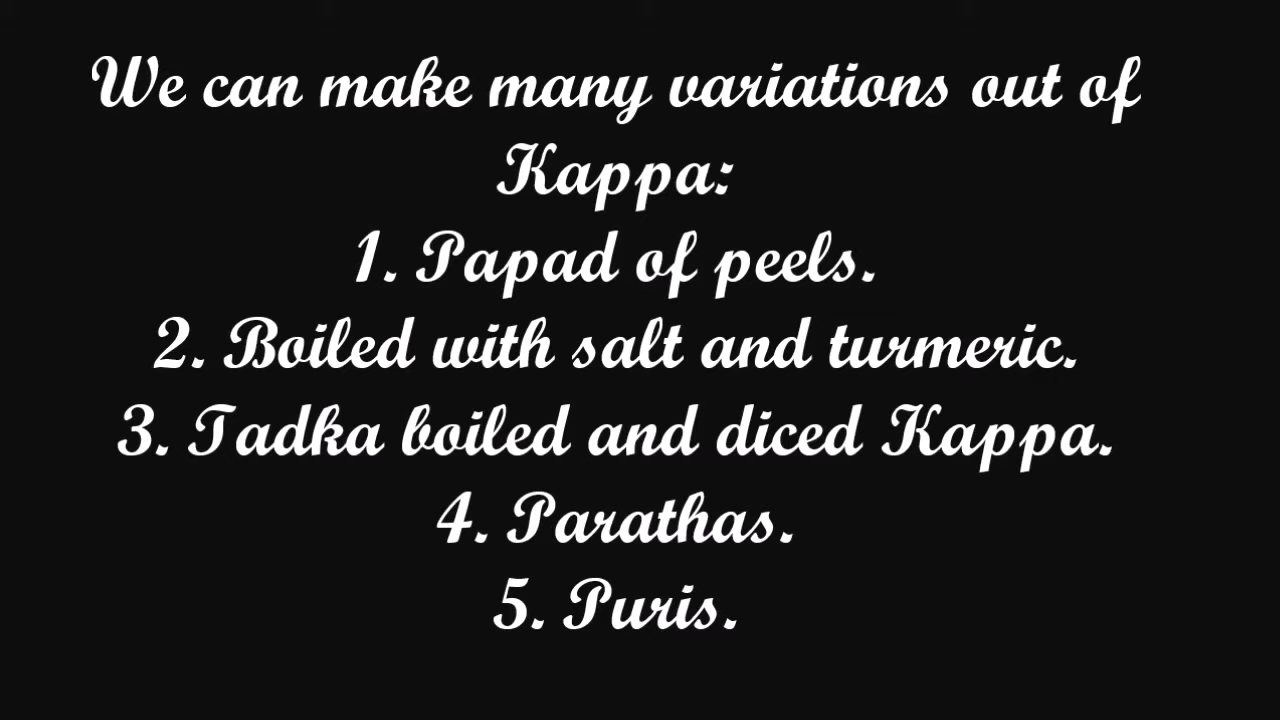 We can make many variations out of
Kappa:
1. Papad of peels.
2. Boiled with salt and turmeric.
3. Tadka boiled and diced Kappa.
4. Parathas.
5. Puris.